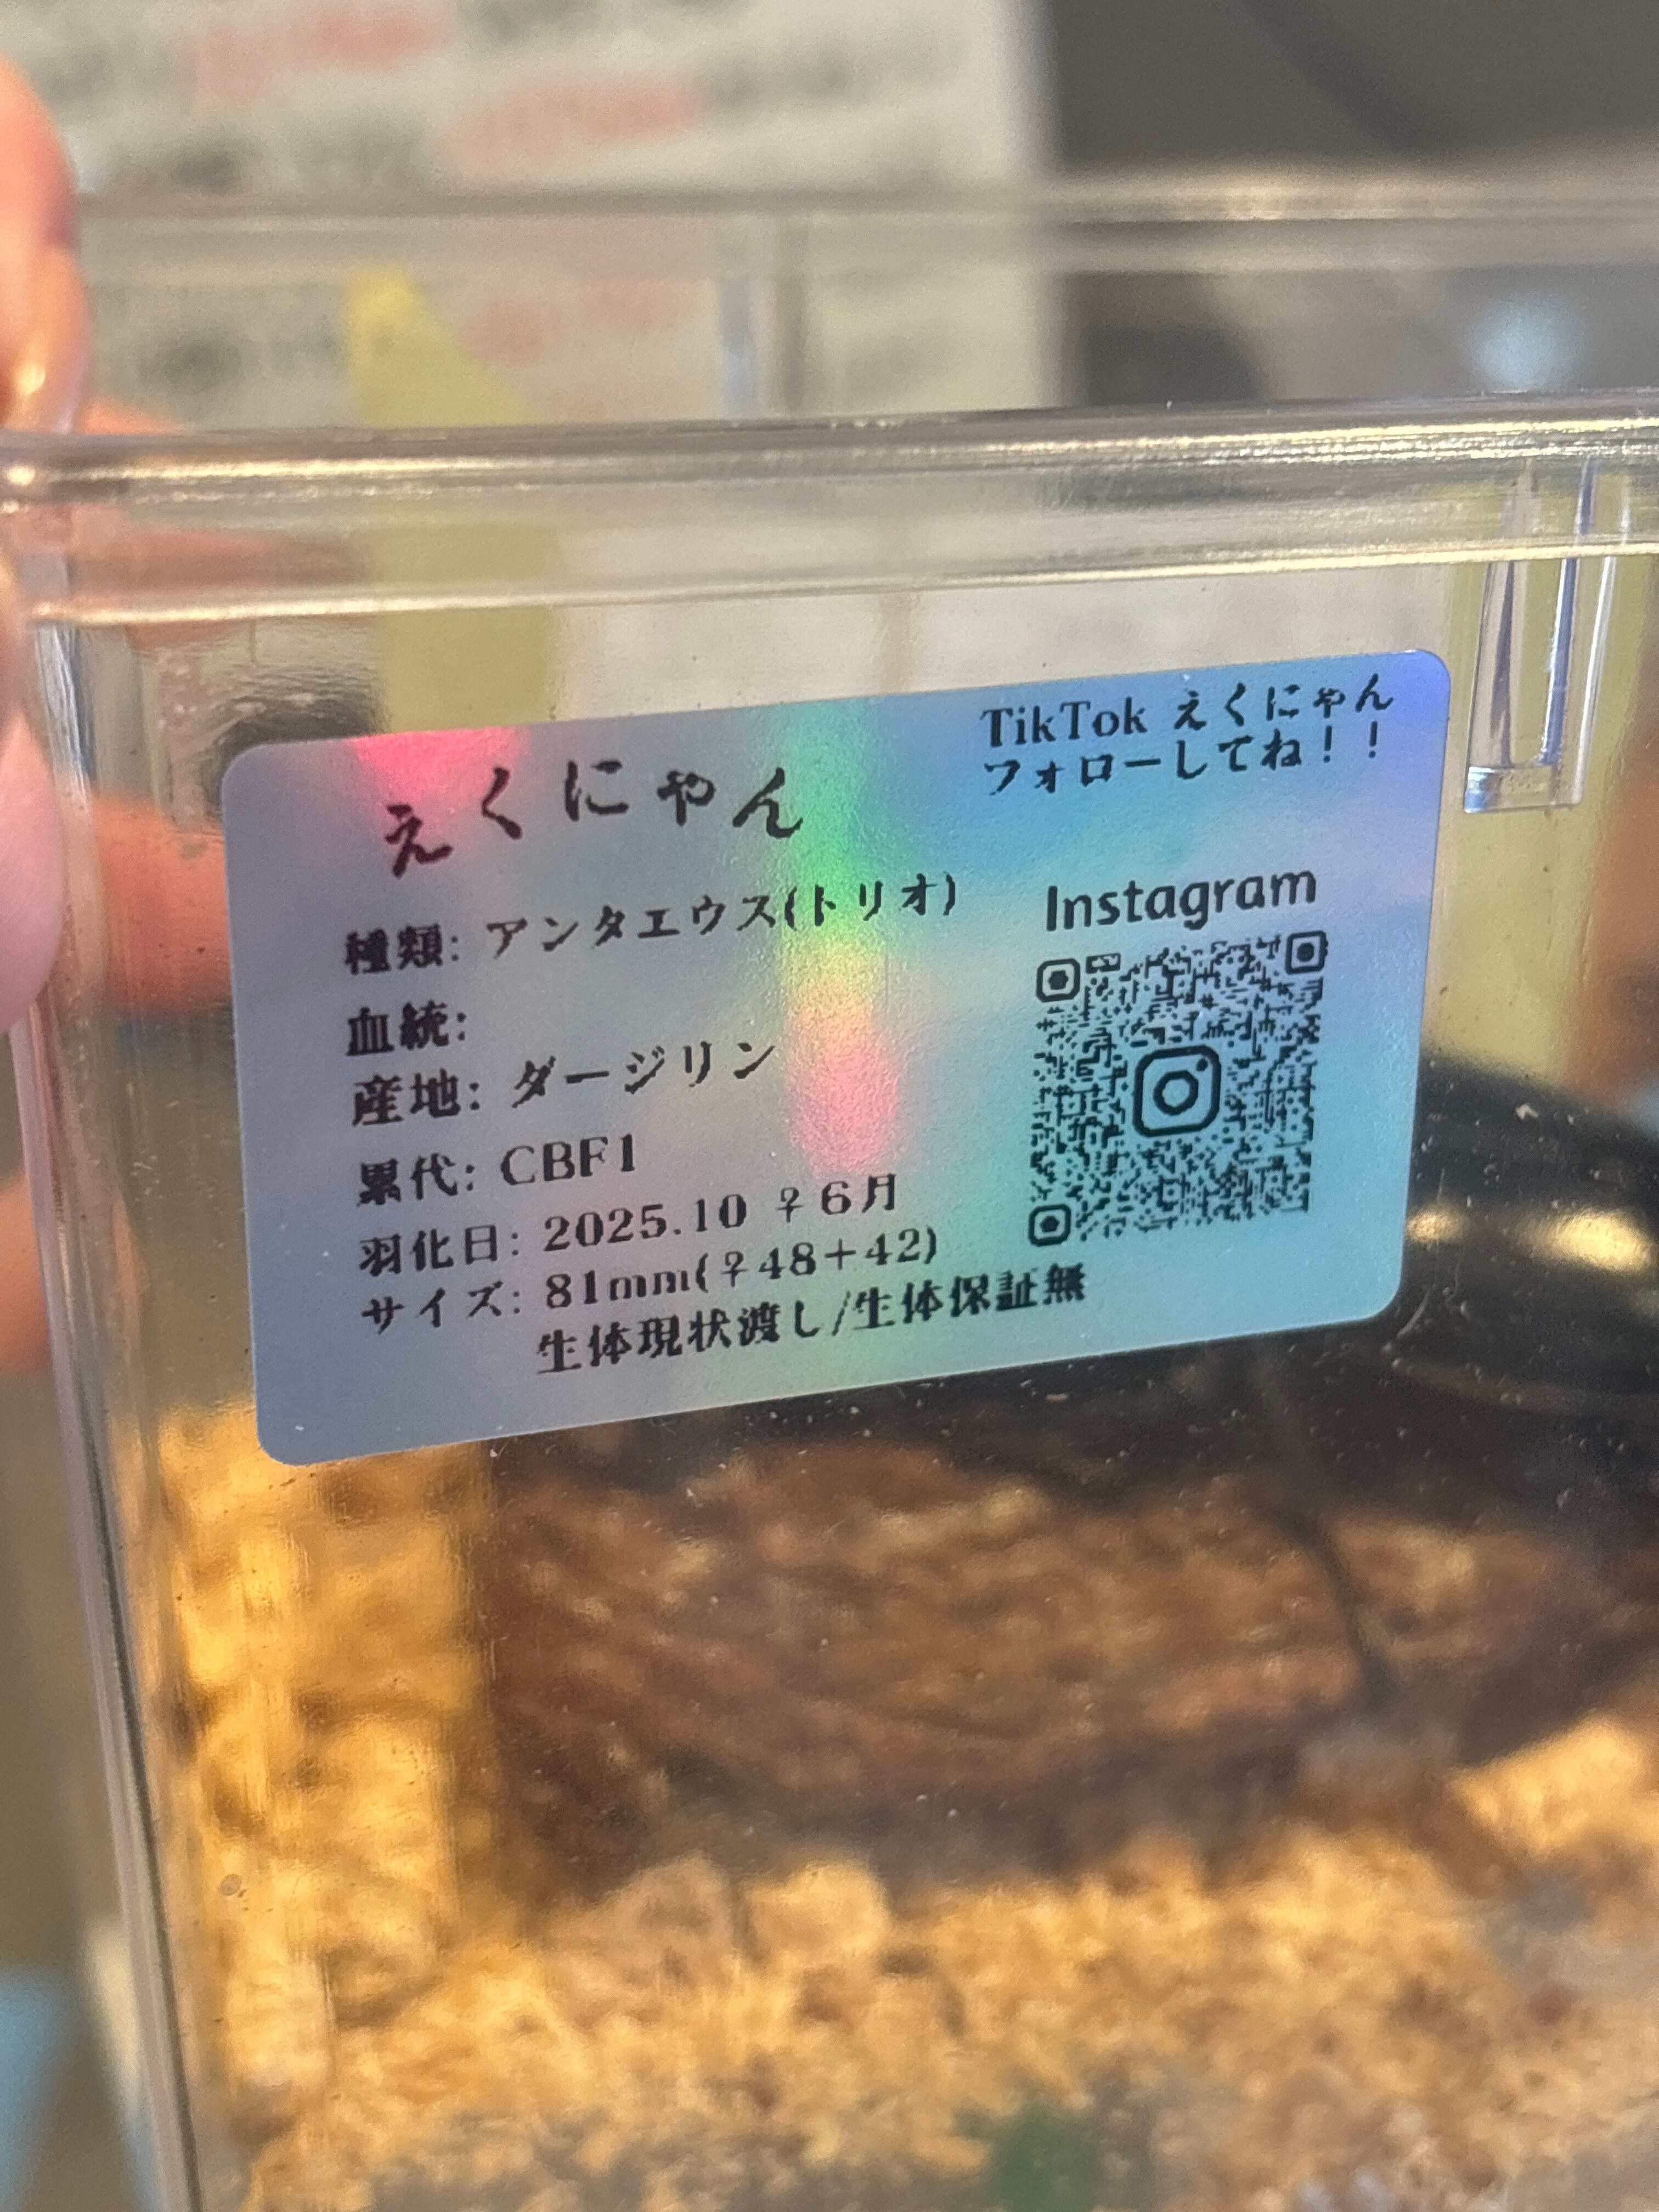 えくにゃん
TikTok えくにゃん
フォローしてね！！
種類: アンタエウス(トリオ)
血統:
産地: ダージリン
累代: CBF1
羽化日: 2025.10 ♀6月
サイズ: 81mm(♀48+42)
生体現状渡し/生体保証無
Instagram